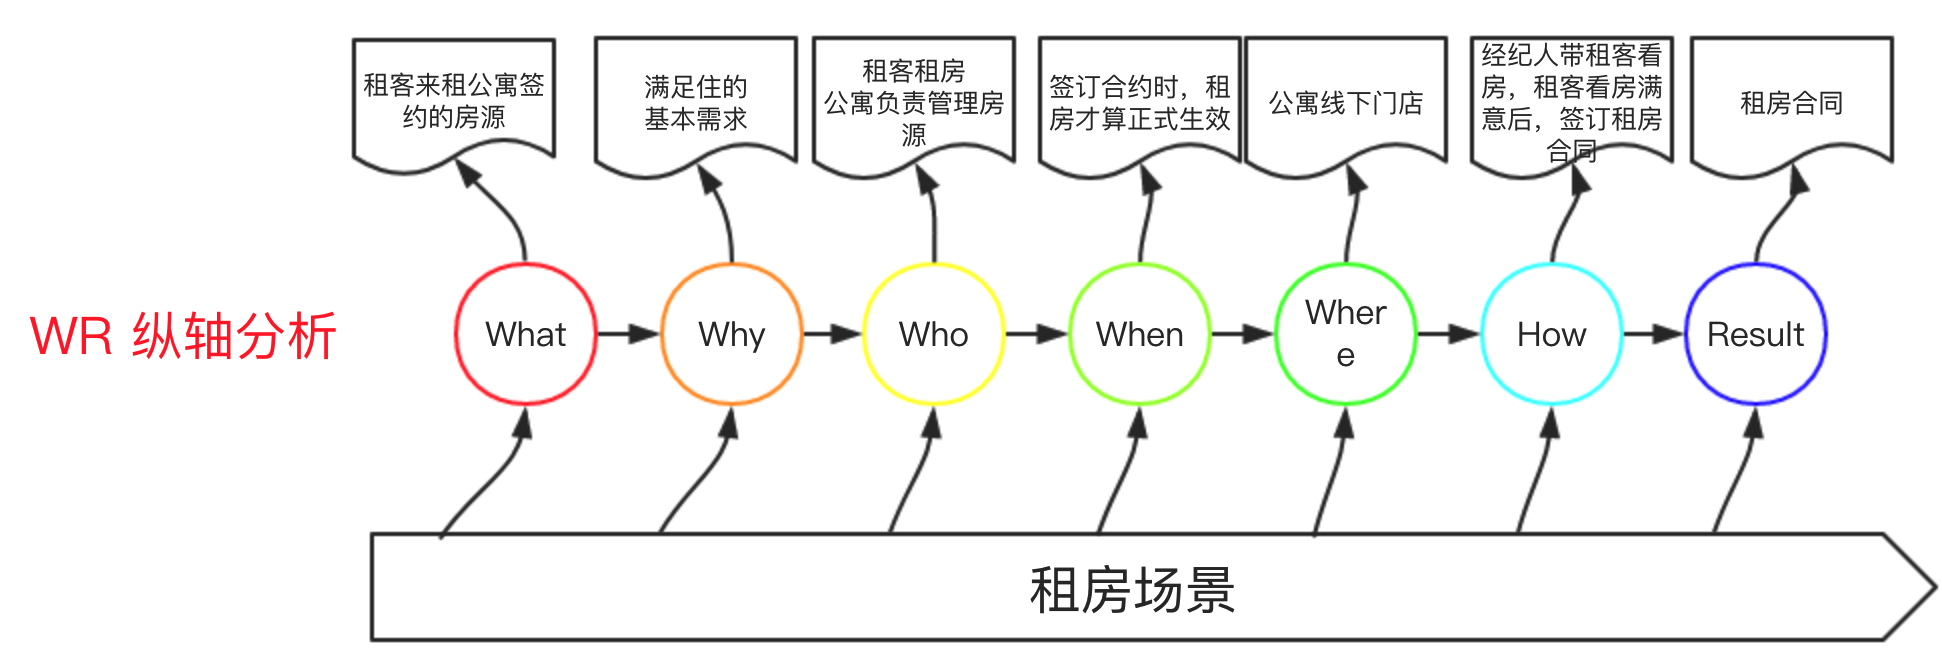 租客来租公寓签
约的房源
满足住的
基本需求
租客租房
公寓负责管理房
源
签订合约时，租
房才算正式生效
公寓线下门店
经纪人带租客看
房，租客看房满
意后，签订租房
合同
租房合同
WR 纵轴分析
What
Why
Who
When
Wher
e
How
Result
租房场景